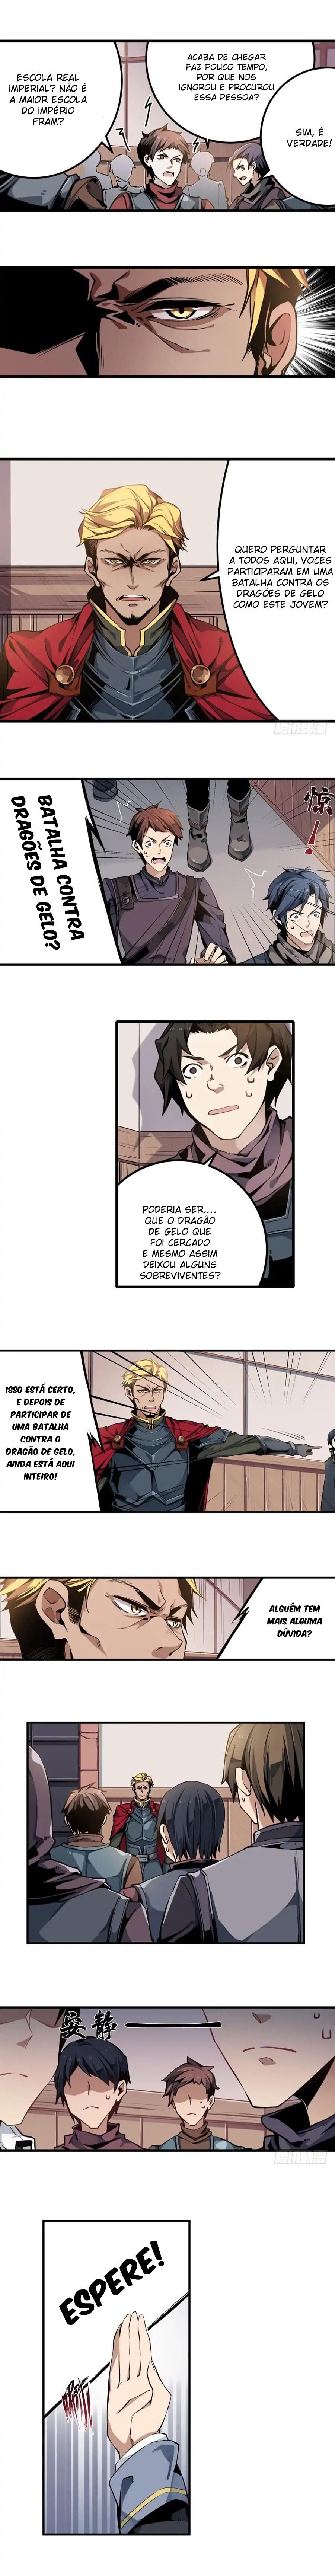 ESCOLA REAL
IMPERIAL? NÃO É
A MAIOR ESCOLA
DO IMPÉRIO
FRAM?
ACABA DE CHEGAR
FAZ POUCO TEMPO,
POR QUE NOS
IGNOROU E PROCUROU
ESSA PESSOA?
SIM, É
VERDADE!
QUERO PERGUNTAR
A TODOS AQUI, VOCÊS
PARTICIPARAM EM UMA
BATALHA CONTRA OS
DRAGÕES DE GELO
COMO ESTE JOVEM?
惊!
BATALHA CONTRA
DRAGÕES DE GELO?
PODERIA SER....
QUE O DRAGÃO
DE GELO QUE
FOI CERCADO
E MESMO ASSIM
DEIXOU ALGUNS
SOBREVIVENTES?
ISSO ESTÁ CERTO,
E DEPOIS DE
PARTICIPAR DE
UMA BATALHA
CONTRA O
DRAGÃO DE GELO,
AINDA ESTÁ AQUI
INTEIRO!
ALGUÉM TEM
MAIS ALGUMA
DÚVIDA?
安静
ESPERE!